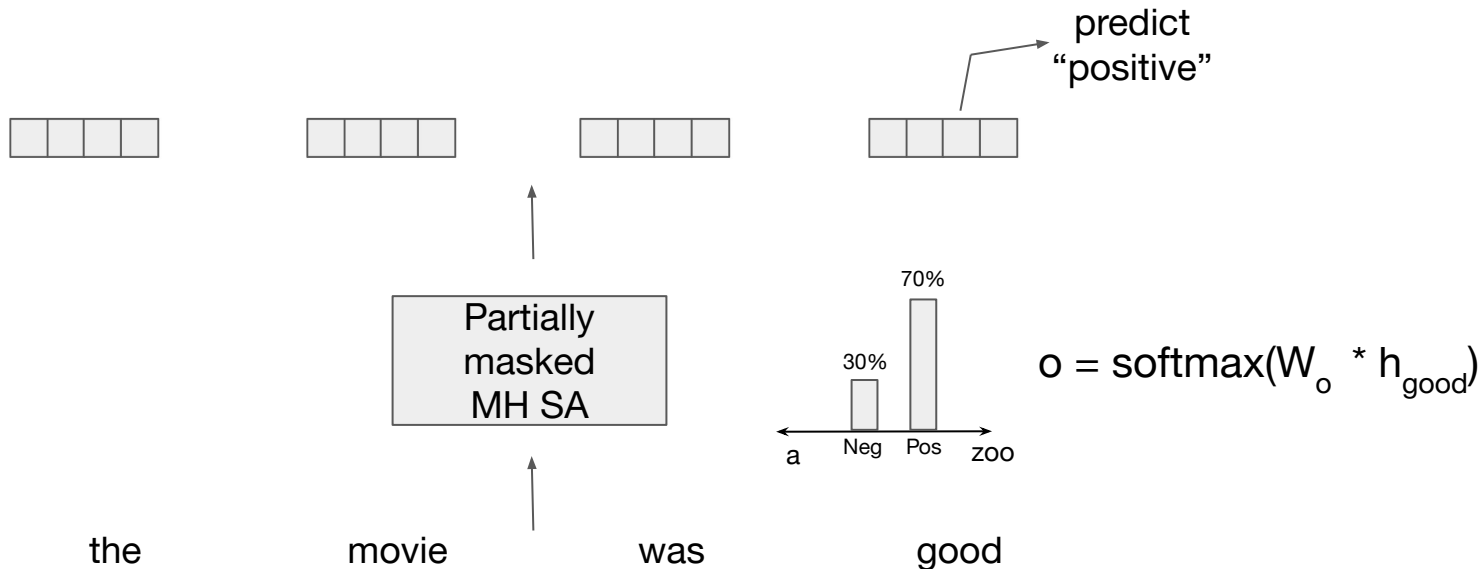 predict
“positive”
Partially
masked
MH SA
70%
30%
a Neg Pos zoo
o = softmax(W_o * h_good)
the movie was good